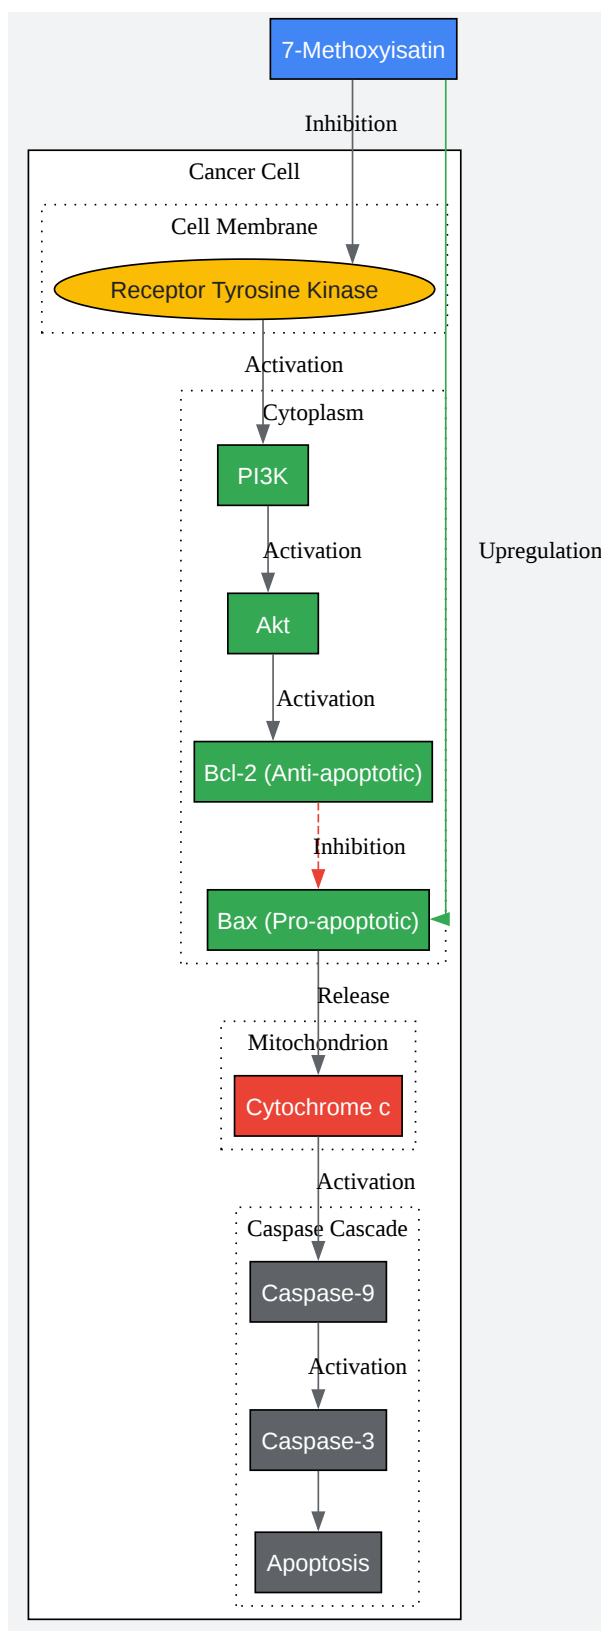 7-Methoxyisatin
Inhibition
Cancer Cell
Cell Membrane
Receptor Tyrosine Kinase
Activation
Cytoplasm
PI3K
Activation
Upregulation
Akt
Activation
Bcl-2 (Anti-apoptotic)
Inhibition
Bax (Pro-apoptotic)
Release
Mitochondrion
Cytochrome c
Activation
Caspase Cascade
Caspase-9
Activation
Caspase-3
Apoptosis